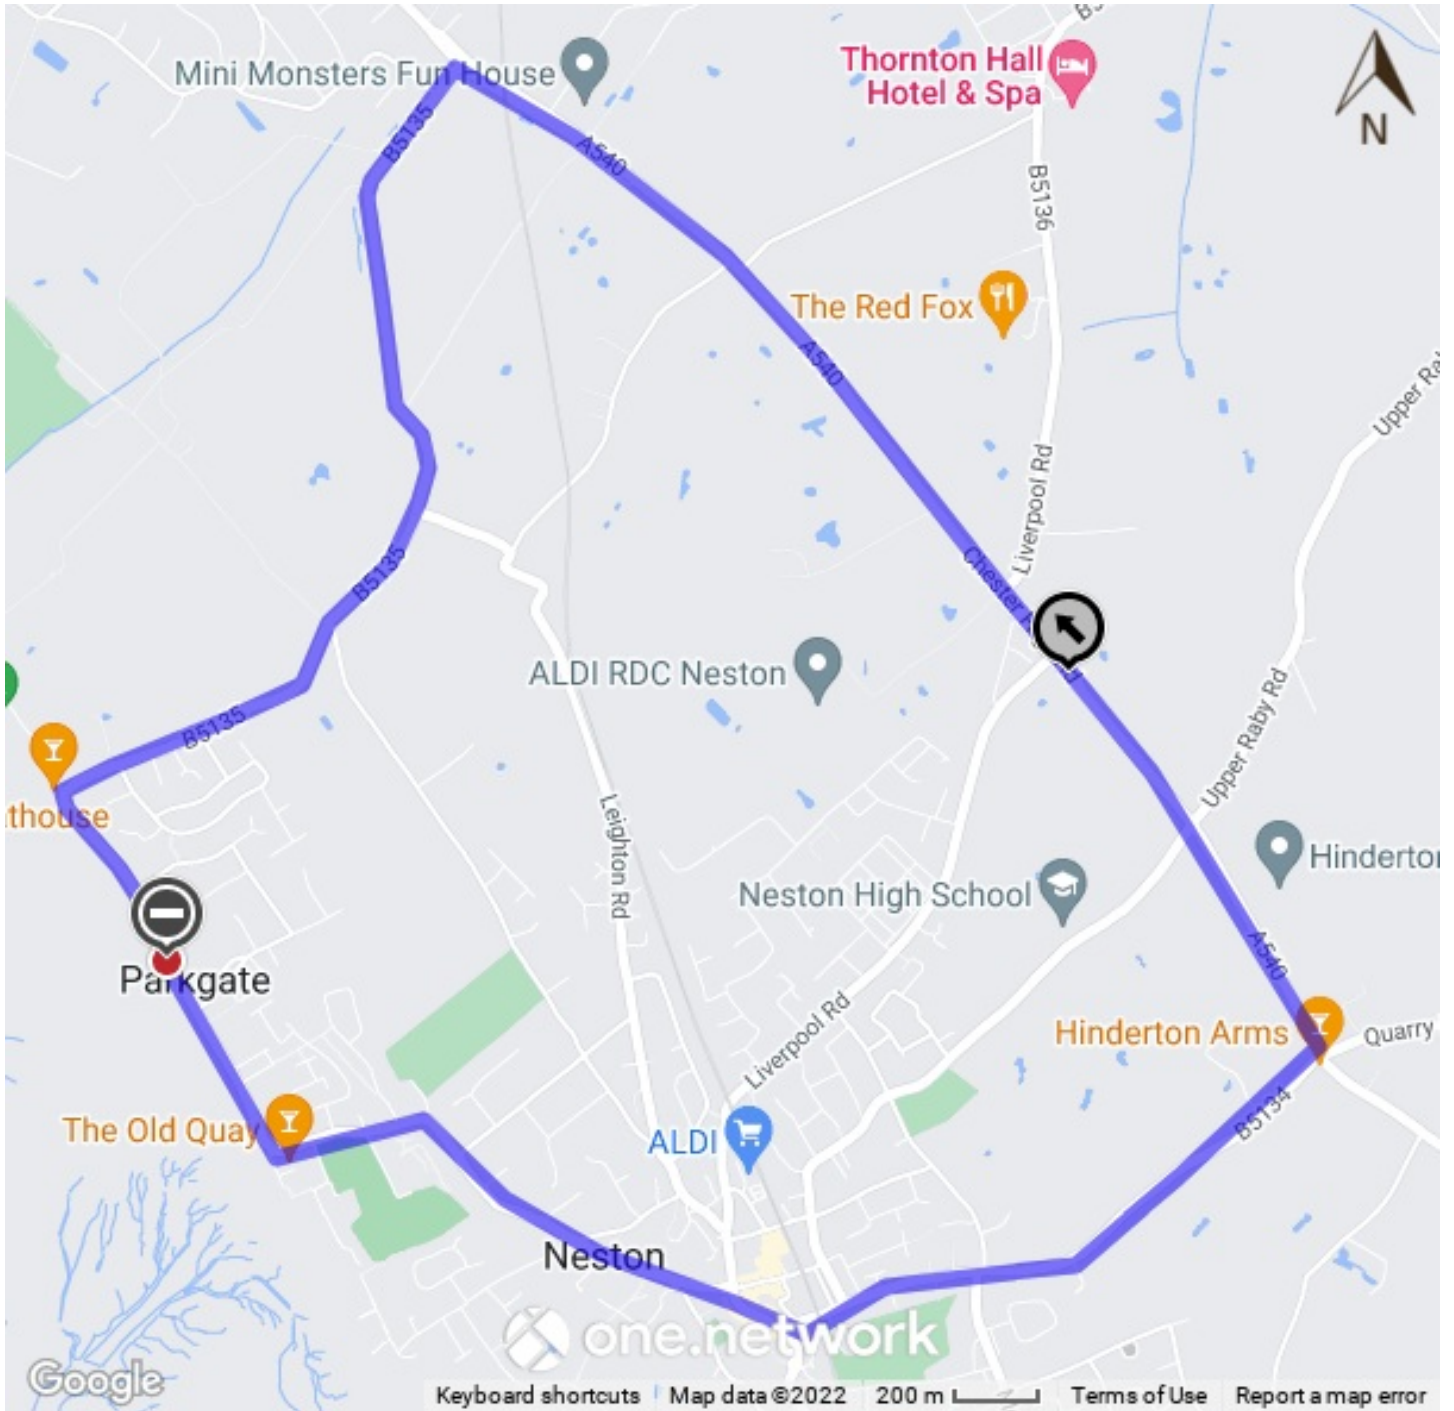 Mini Monsters Fun House
Thornton Hall
Hotel & Spa
N
B5135
A540
B5136
The Red Fox
A540
Upper
Liverpool Rd
Chester
B5135
ALDI RDC Neston
B5135
Upper Raby Rd
thouse
Leighton Rd
Hinderto
Neston High School
A540
Parkgate
Liverpool Rd
Hinderton Arms
Quarry
B5134
The Old Quay
ALDI
Neston
one.network
Google
Keyboard shortcuts
Map data ©2022
200 m
Terms of Use
Report a map error